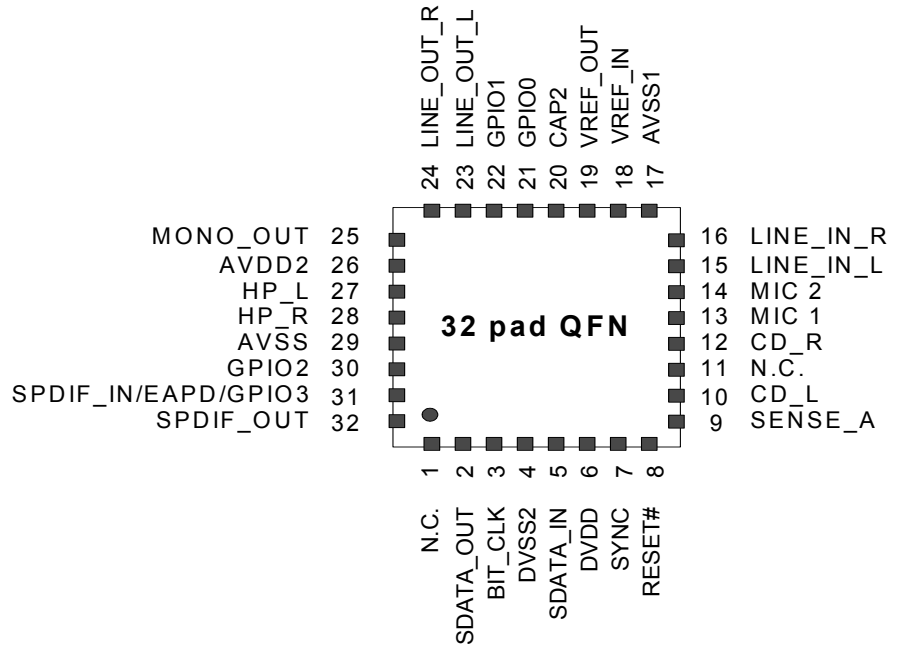 24 LINE_OUT_R
23 LINE_OUT_L
22 GPIO1
21 GPIO0
20 CAP2
19 VREF_OUT
18 VREF_IN
17 AVSS1
MONO_OUT 25
AVDD2 26
HP_L 27
HP_R 28
AVSS 29
GPIO2 30
SPDIF_IN/EAPD/GPIO3 31
SPDIF_OUT 32
32 pad QFN
16 LINE_IN_R
15 LINE_IN_L
14 MIC 2
13 MIC 1
12 CD_R
11 N.C.
10 CD_L
9 SENSE_A
N.C. 1
SDATA_OUT 2
BIT_CLK 3
DVSS2 4
SDATA_IN 5
DVDD 6
SYNC 7
RESET# 8